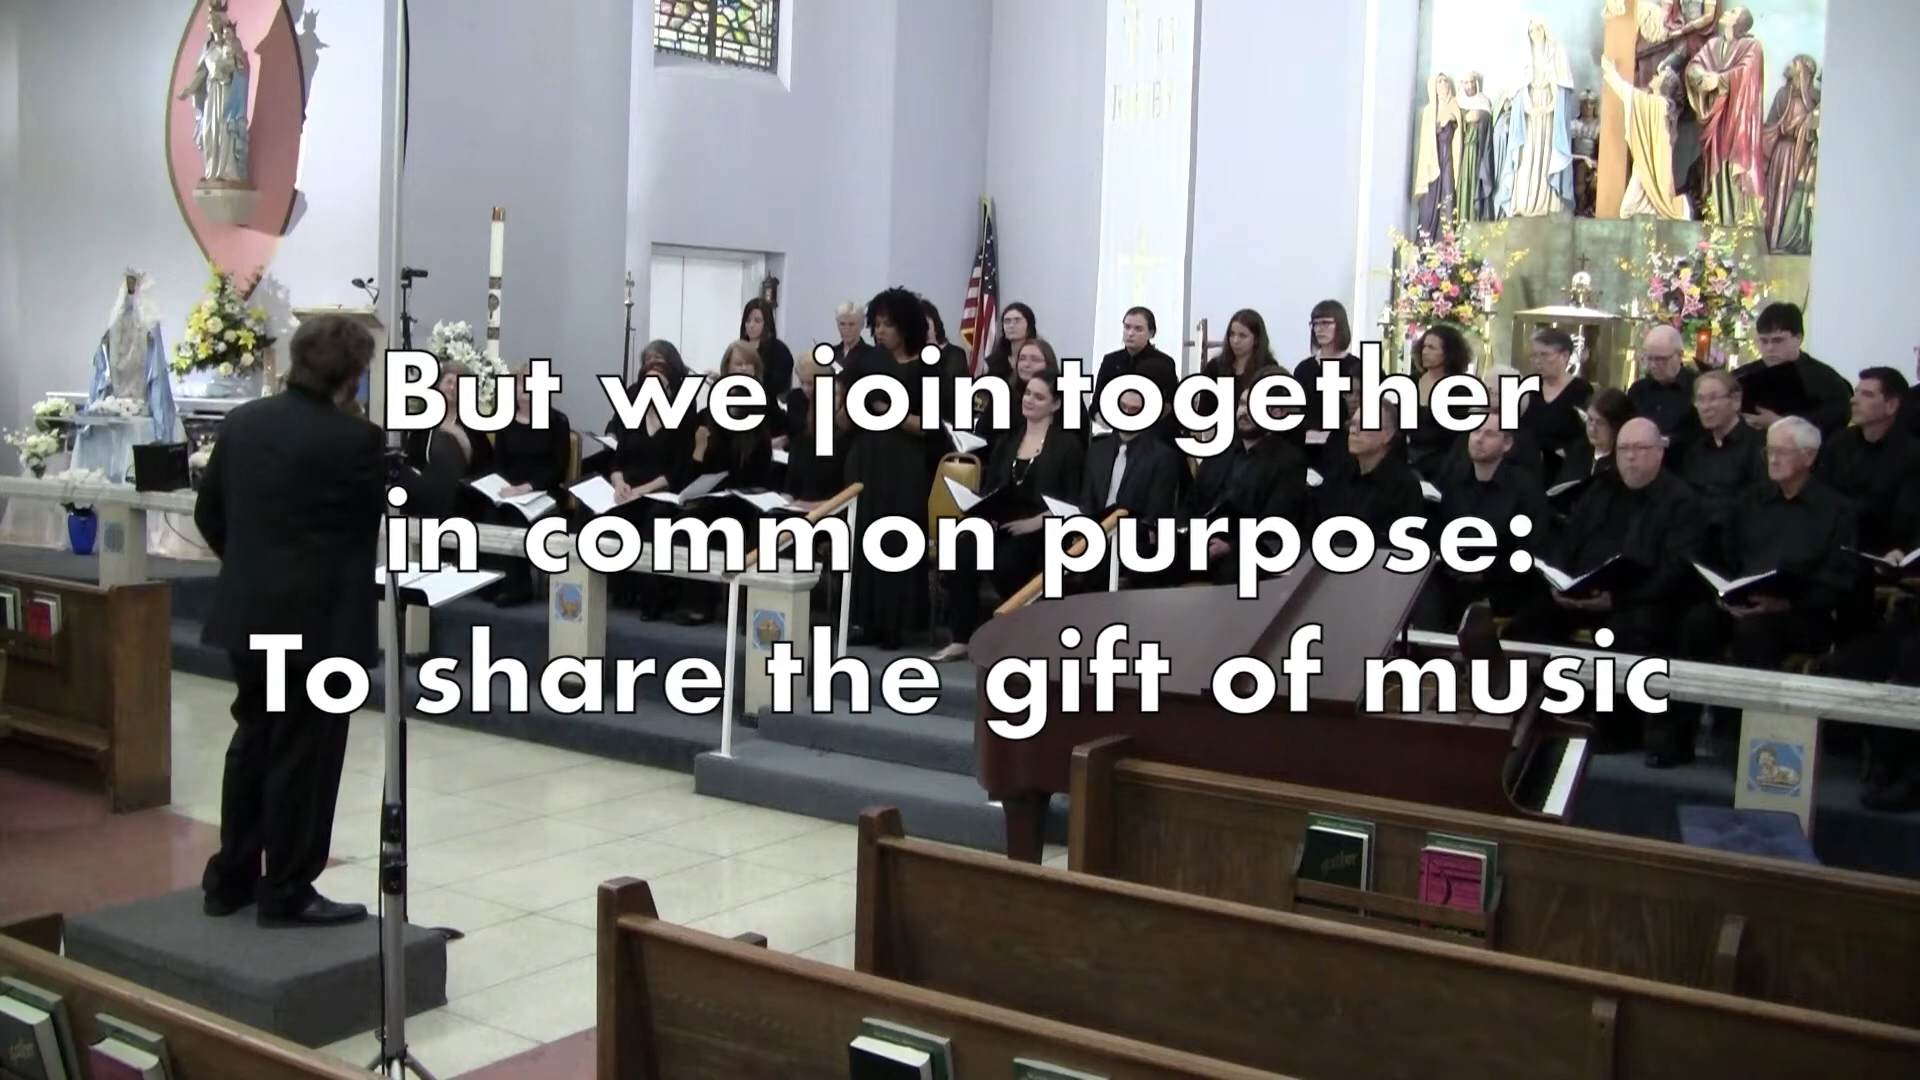 But we join together
in common purpose:
To share the gift of music